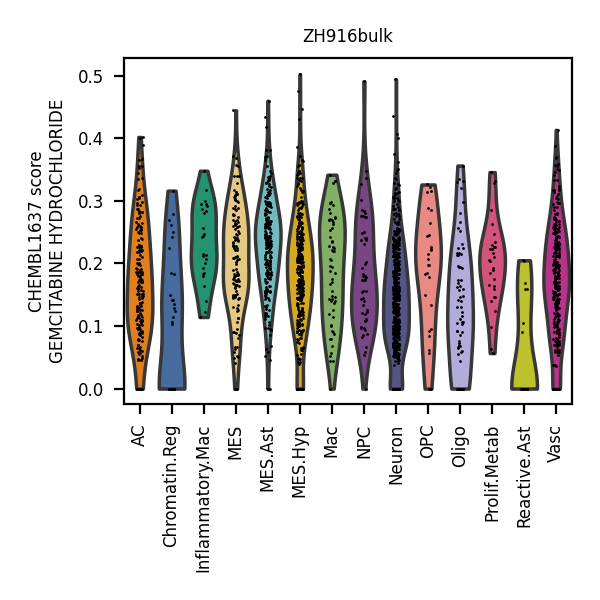 ZH916bulk
CHEMBL1637 score
GEMCITABINE HYDROCHLORIDE
0.5
0.4
0.3
0.2
0.1
0.0
AC
Chromatin.Reg
Inflammatory.Mac
MES
MES.Ast
MES.Hyp
Mac
NPC
Neuron
OPC
Oligo
Prolif.Metab
Reactive.Ast
Vasc